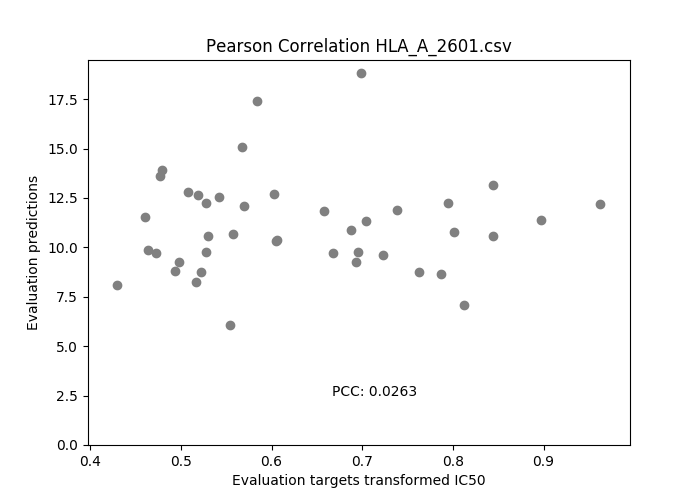 Pearson Correlation HLA_A_2601.csv
Evaluation predictions
17.5
15.0
12.5
10.0
7.5
5.0
2.5
0.0
PCC: 0.0263
0.4 0.5 0.6 0.7 0.8 0.9
Evaluation targets transformed IC50